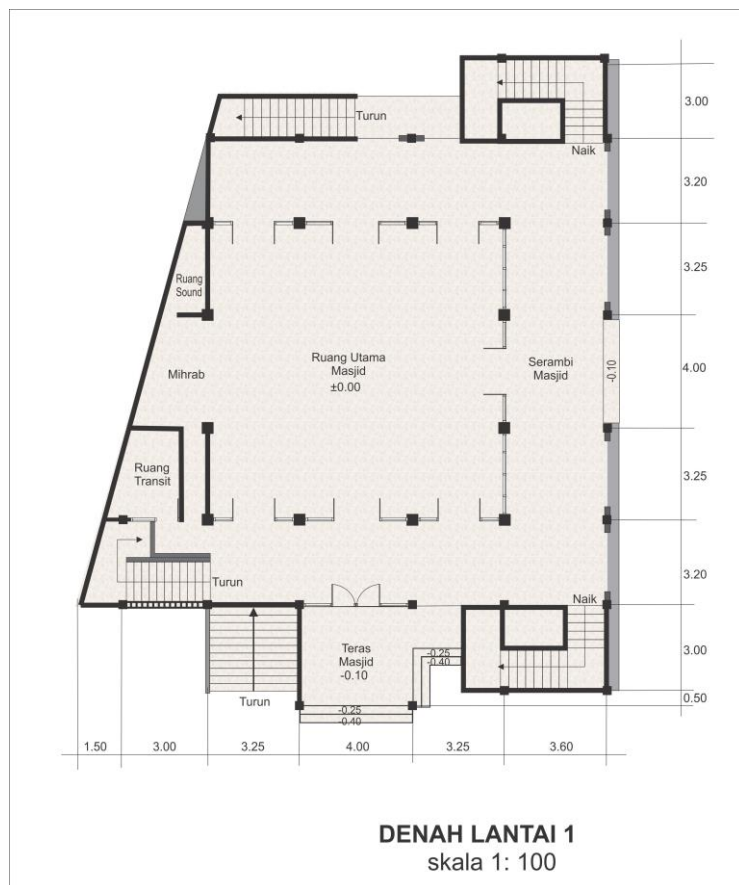 Turun
Naik
3.00
3.20
3.25
4.00
3.25
3.20
3.00
0.50
Ruang
Sound
Mihrab
Ruang Utama
Masjid
±0.00
Serambi
Masjid
-0.10
Ruang
Transit
Turun
Naik
Teras
Masjid
-0.10
-0.25
-0.40
Turun
-0.25
-0.40
1.50
3.00
3.25
4.00
3.25
3.60
DENAH LANTAI 1
skala 1: 100